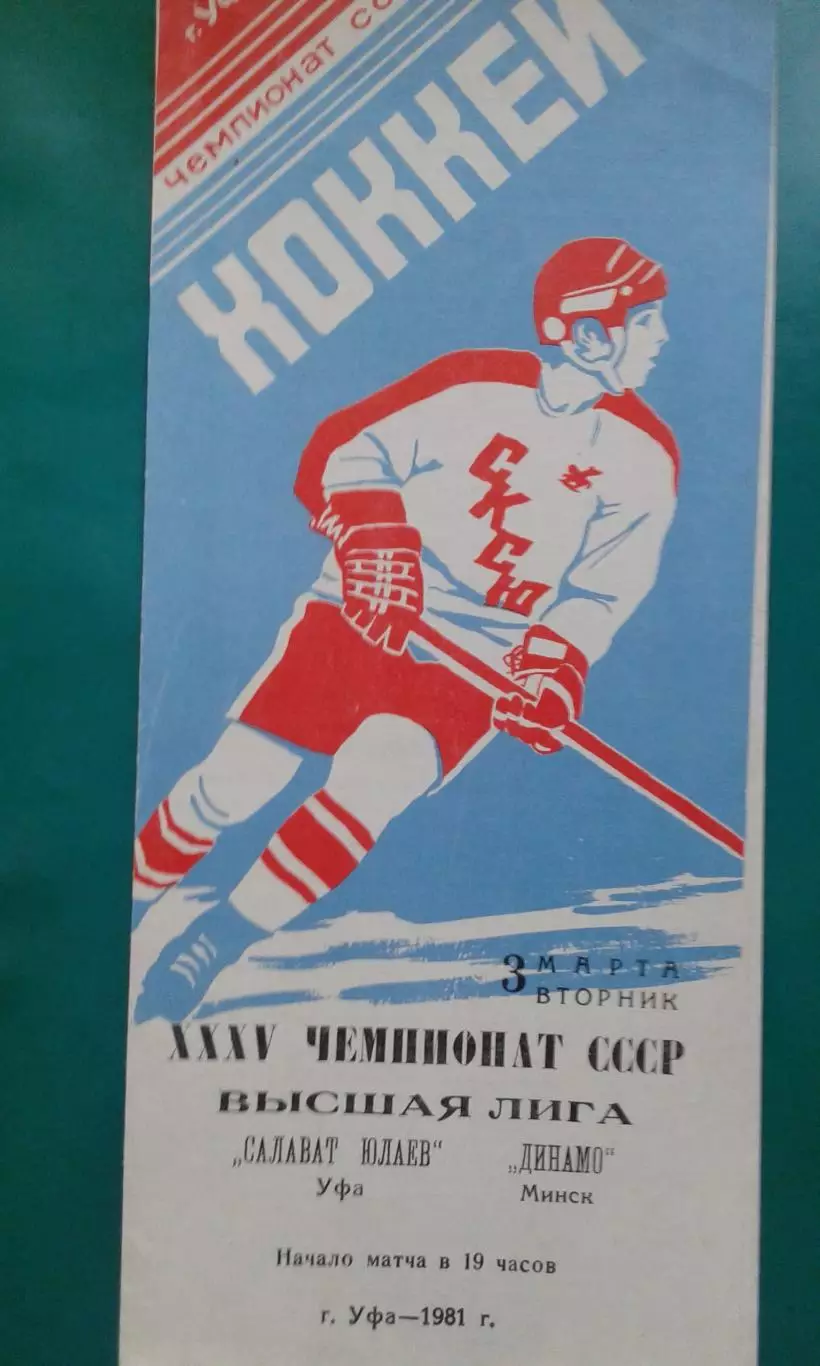 чемпионат
ХОККЕЙ
СКСЮ
3 МАРТА
ВТОРНИК
XXXV ЧЕМПИОНАТ СССР
ВЫСШАЯ ЛИГА
„САЛАВАТ ЮЛАЕВ“ „ДИНАМО“
Уфа Минск
Начало матча в 19 часов
г. Уфа—1981 г.